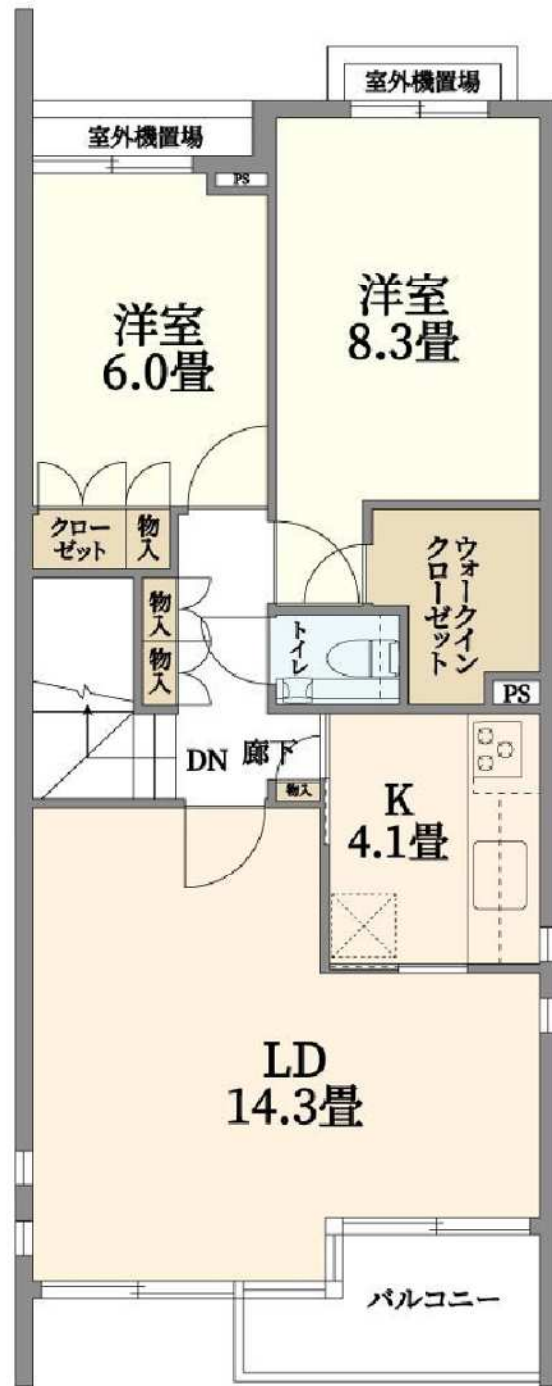 室外機置場
室外機置場
PS
洋室
6.0畳
洋室
8.3畳
クロー
ゼット
物入
物入
物入
トイレ
ウォークイン
クローゼット
PS
DN
廊下
物入
K
4.1畳
LD
14.3畳
バルコニー